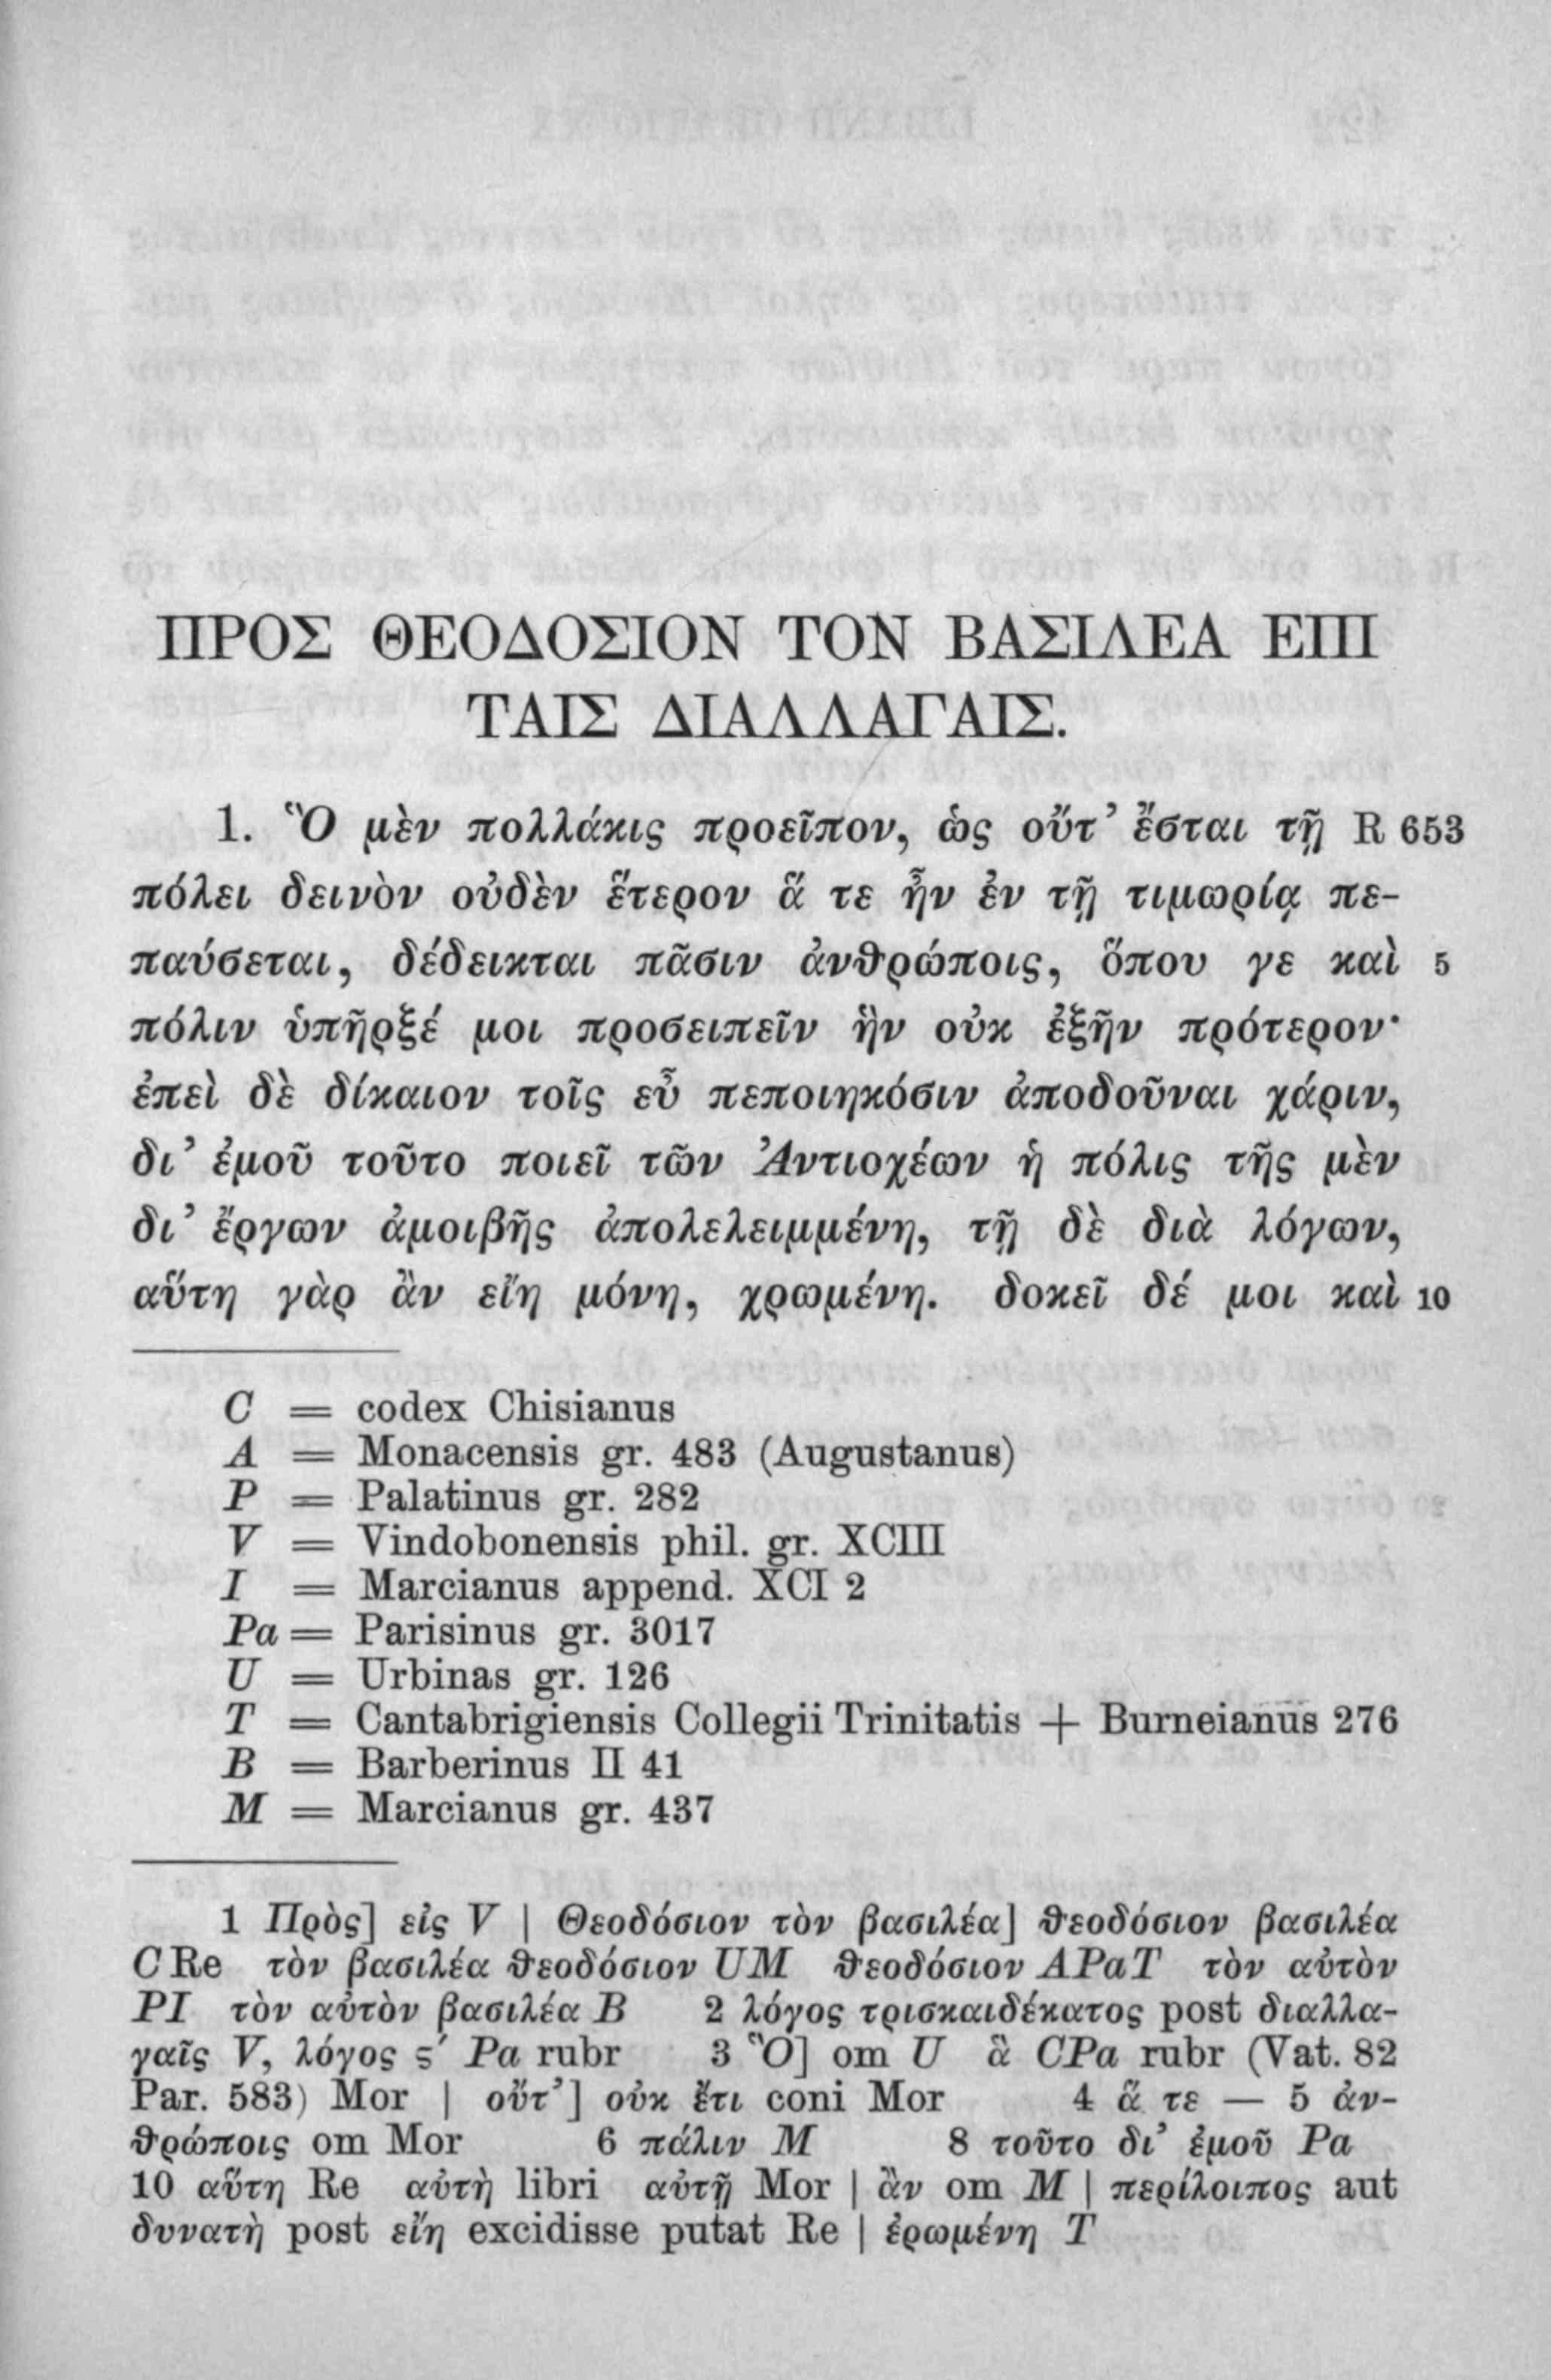 ΠΡΟΣ ΘΕΟΔΟΣΙΟΝ ΤΟΝ ΒΑΣΙΛΕΑ ΕΠΙ
ΤΑΙΣ ΔΙΑΛΛΑΓΑΙΣ.
1. Ὃ μὲν πολλάκις προεῖπον, ὡς οὔτ’ ἔσται τῇ R 653
πόλει δεινὸν οὐδὲν ἕτερον ἅ τε ἦν ἐν τῇ τιμωρίᾳ πε-
παύσεται, δέδεικται πᾶσιν ἀνθρώποις, ὅπου γε καὶ 5
πόλιν ὑπῆρξέ μοι προσειπεῖν ἣν οὐκ ἐξῆν πρότερον·
ἐπεὶ δὲ δίκαιον τοῖς εὖ πεποιηκόσιν ἀποδοῦναι χάριν,
δι’ ἐμοῦ τοῦτο ποιεῖ τῶν Ἀντιοχέων ἡ πόλις τῆς μὲν
δι’ ἔργων ἀμοιβῆς ἀπολελειμμένη, τῇ δὲ διὰ λόγων,
αὕτη γὰρ ἂν εἴη μόνη, χρωμένη. δοκεῖ δέ μοι καὶ 10
C = codex Chisianus
A = Monacensis gr. 483 (Augustanus)
P = Palatinus gr. 282
V = Vindobonensis phil. gr. XCIII
I = Marcianus append. XCI 2
Pa = Parisinus gr. 3017
U = Urbinas gr. 126
T = Cantabrigiensis Collegii Trinitatis + Burneianus 276
B = Barberinus II 41
M = Marcianus gr. 437
1 Πρὸς] εἰς V | Θεοδόσιον τὸν βασιλέα] θεοδόσιον βασιλέα
C Re τὸν βασιλέα θεοδόσιον UM θεοδόσιον APaT τὸν αὐτὸν
PI τὸν αὐτὸν βασιλέα B 2 λόγος τρισκαιδέκατος post διαλλα-
γαῖς V, λόγος ϛ´ Pa rubr 3 Ὃ] om U ἃ CPa rubr (Vat. 82
Par. 583) Mor | οὔτ’] οὐκ ἔτι coni Mor 4 ἅ τε — 5 ἀν-
θρώποις om Mor 6 πάλιν M 8 τοῦτο δι’ ἐμοῦ Pa
10 αὕτη Re αὐτὴ libri αὐτῇ Mor | ἂν om M | περίλοιπος aut
δυνατὴ post εἴη excidisse putat Re | ἐρωμένη T